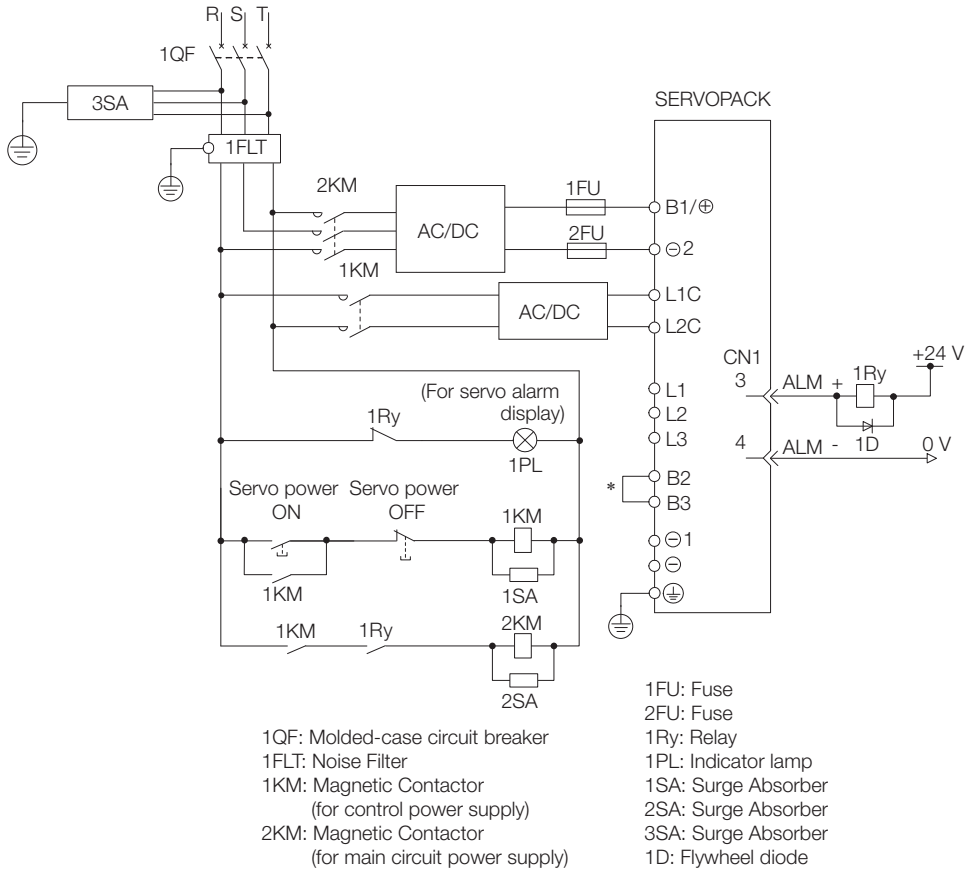 R S T
1QF
3SA
1FLT
SERVOPACK
2KM
AC/DC
1FU
B1/⊕
2FU
⊖2
1KM
AC/DC
L1C
L2C
CN1
+24 V
3
ALM +
1Ry
L1
(For servo alarm
display)
L2
1Ry
L3
4
ALM -
1D
0 V
1PL
*
B2
B3
Servo power
ON
Servo power
OFF
1KM
⊖1
⊖
1KM
1SA
1KM
1Ry
2KM
2SA
1QF: Molded-case circuit breaker
1FLT: Noise Filter
1KM: Magnetic Contactor
(for control power supply)
2KM: Magnetic Contactor
(for main circuit power supply)
1FU: Fuse
2FU: Fuse
1Ry: Relay
1PL: Indicator lamp
1SA: Surge Absorber
2SA: Surge Absorber
3SA: Surge Absorber
1D: Flywheel diode